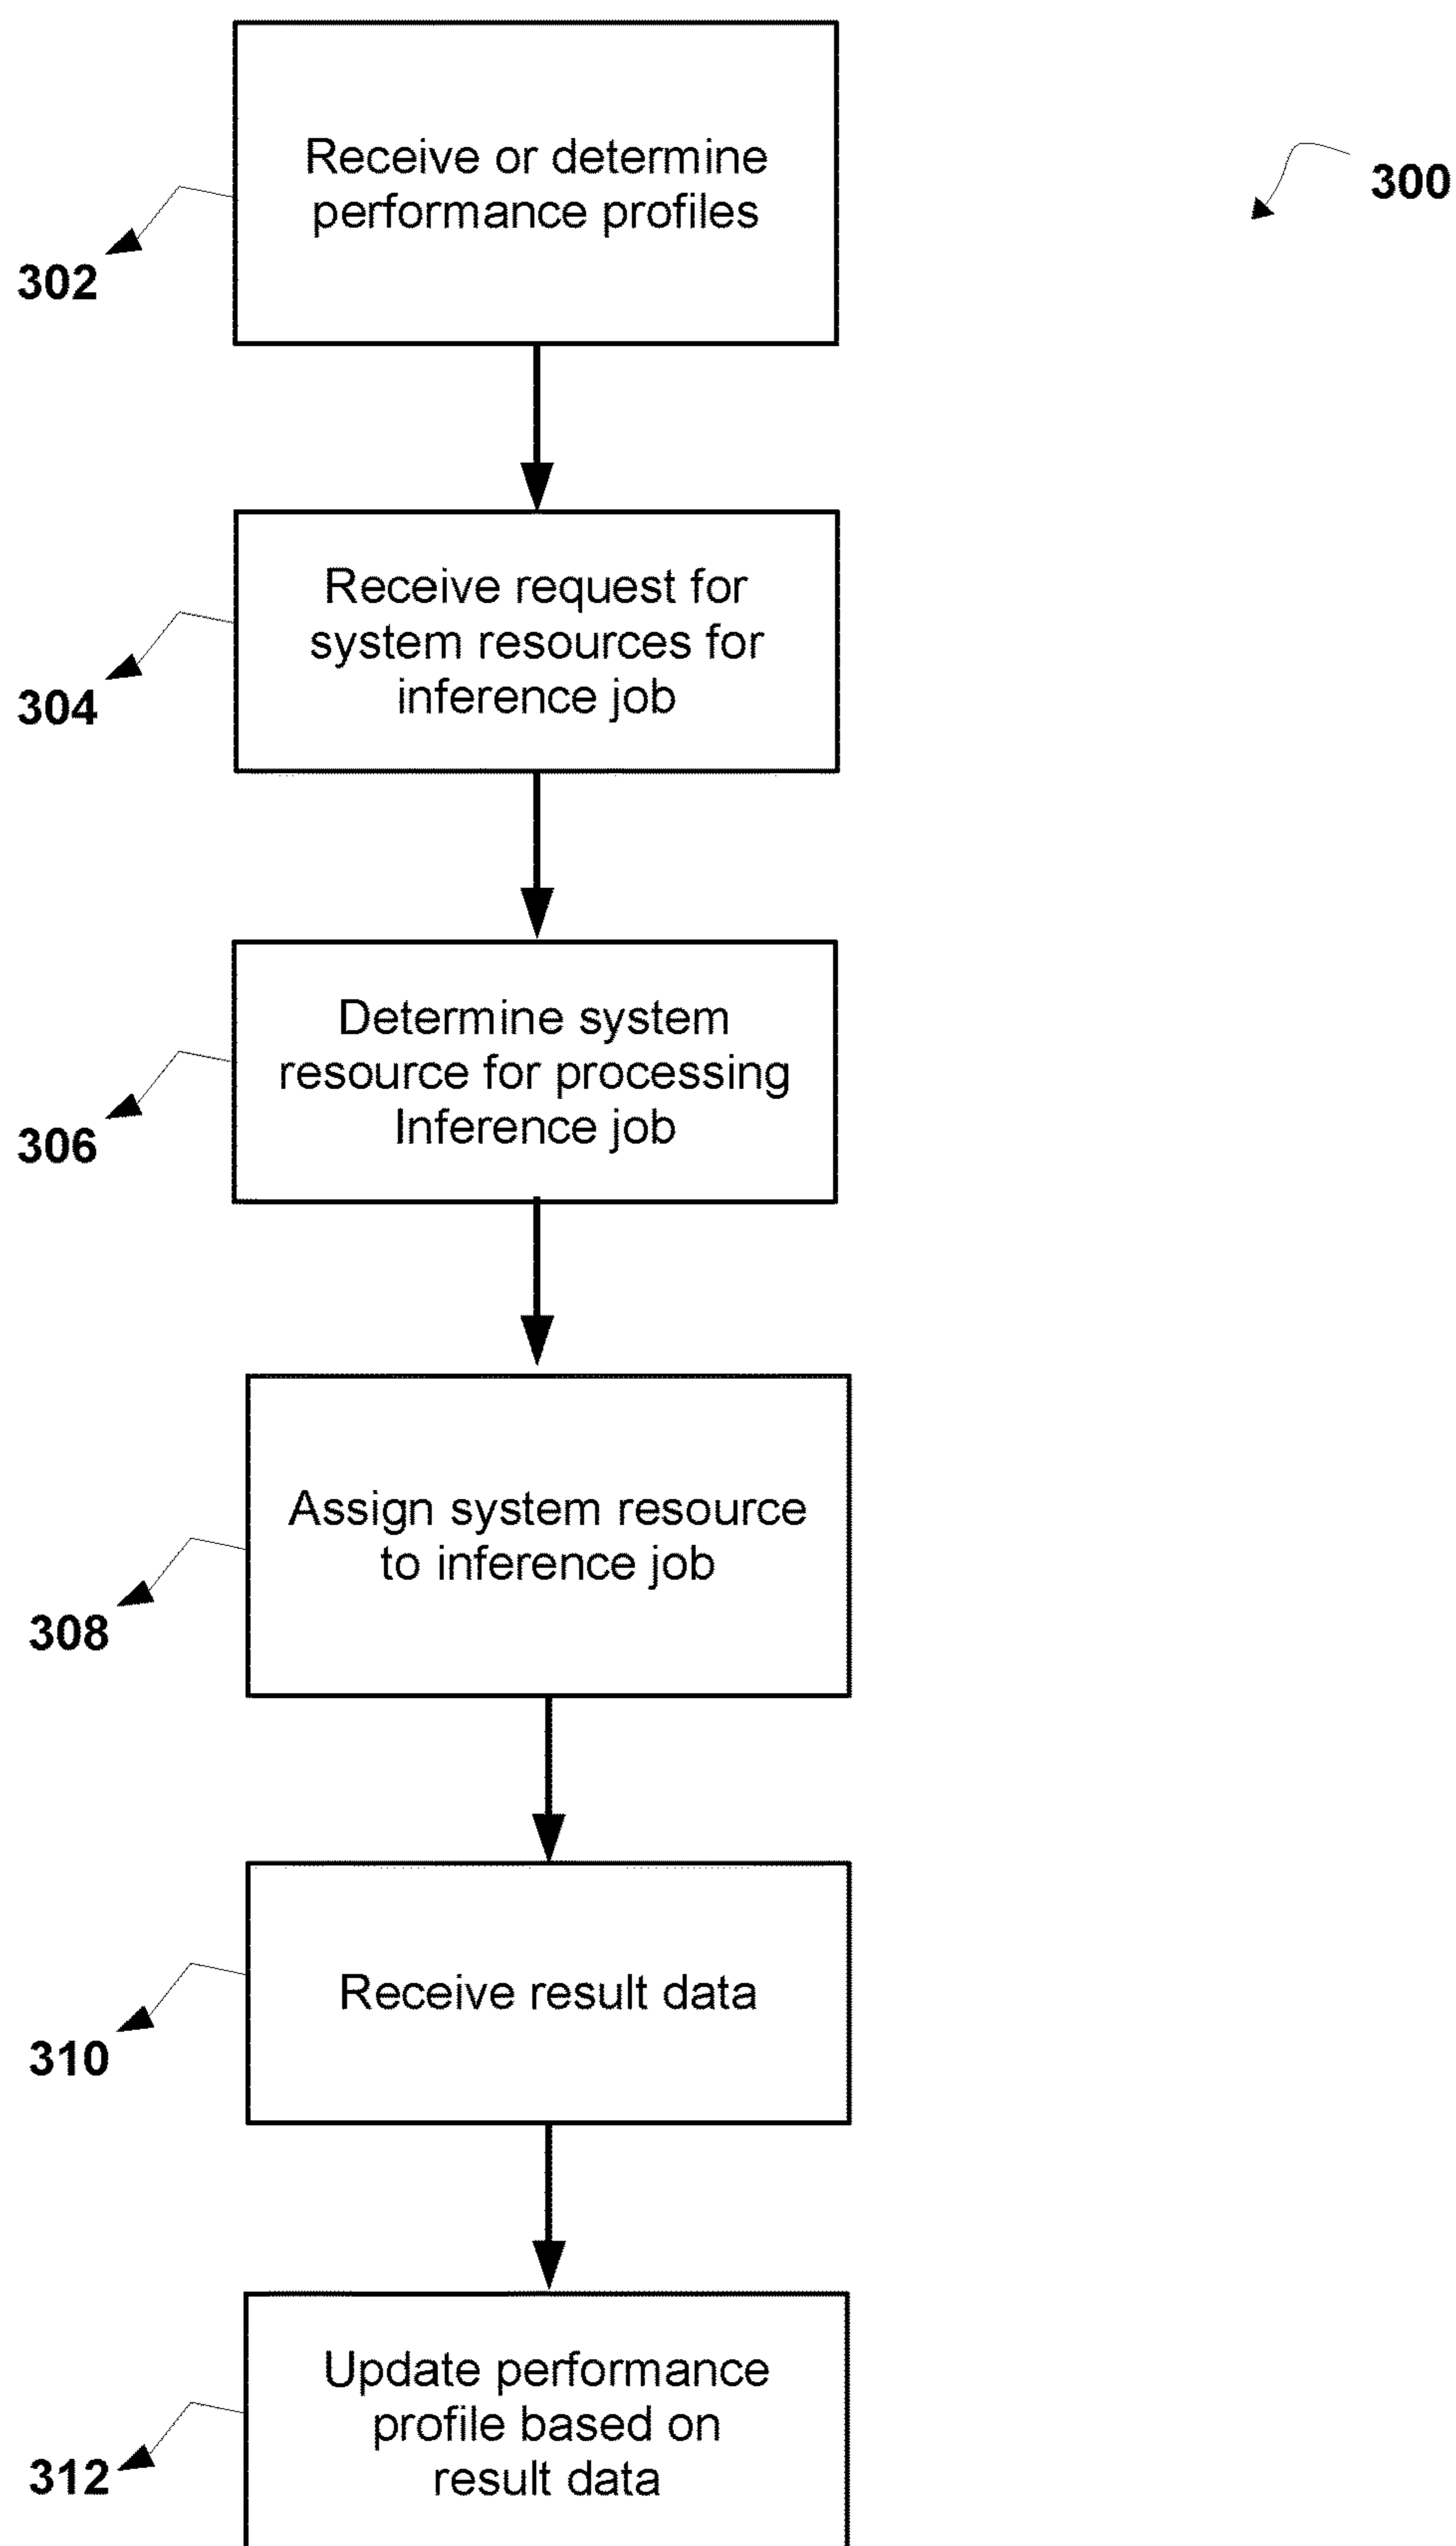 Receive or determine
performance profiles
300
302
Receive request for
system resources for
inference job
304
Determine system
resource for processing
Inference job
306
Assign system resource
to inference job
308
Receive result data
310
Update performance
profile based on
result data
312